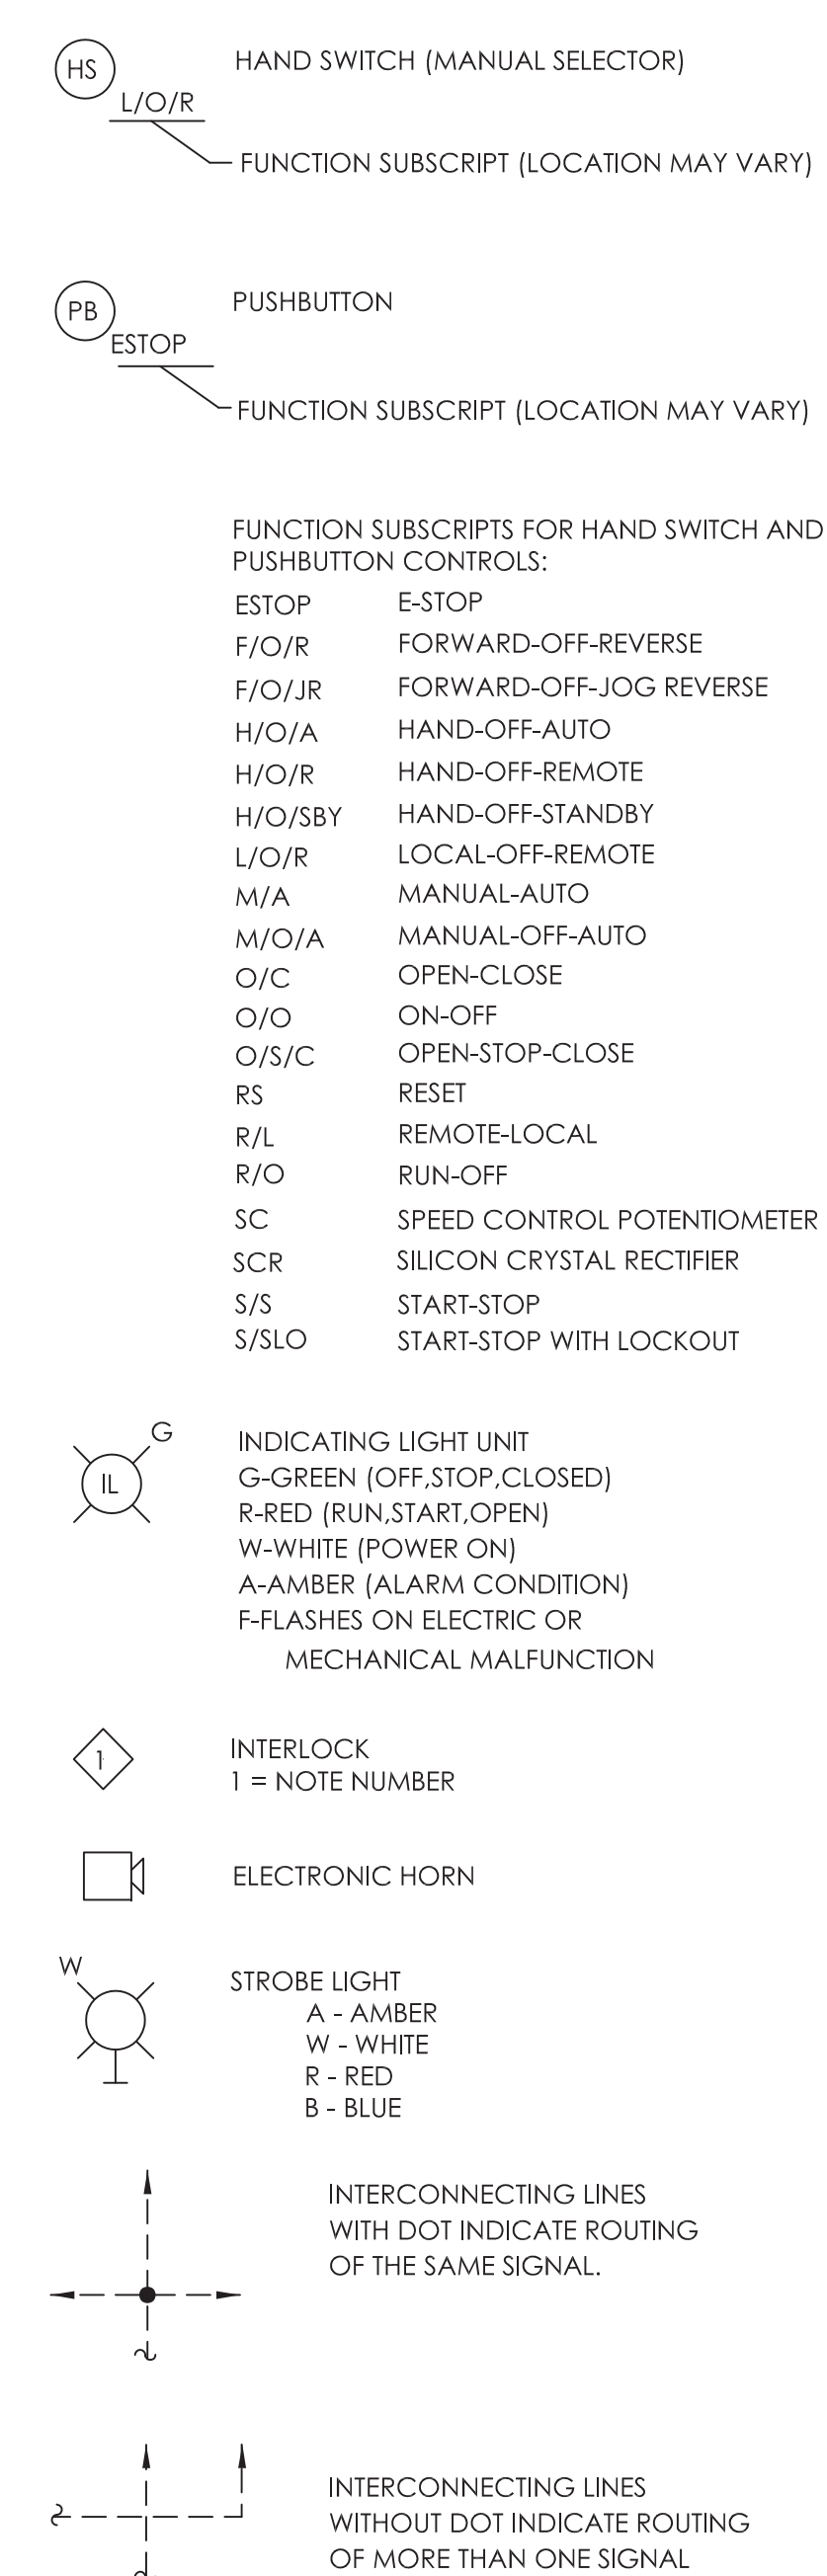 HS HAND SWITCH (MANUAL SELECTOR)
L/O/R
FUNCTION SUBSCRIPT (LOCATION MAY VARY)
PB PUSHBUTTON
ESTOP
FUNCTION SUBSCRIPT (LOCATION MAY VARY)
FUNCTION SUBSCRIPTS FOR HAND SWITCH AND
PUSHBUTTON CONTROLS:
ESTOP E-STOP
F/O/R FORWARD-OFF-REVERSE
F/O/JR FORWARD-OFF-JOG REVERSE
H/O/A HAND-OFF-AUTO
H/O/R HAND-OFF-REMOTE
H/O/SBY HAND-OFF-STANDBY
L/O/R LOCAL-OFF-REMOTE
M/A MANUAL-AUTO
M/O/A MANUAL-OFF-AUTO
O/C OPEN-CLOSE
O/O ON-OFF
O/S/C OPEN-STOP-CLOSE
RS RESET
R/L REMOTE-LOCAL
R/O RUN-OFF
SC SPEED CONTROL POTENTIOMETER
SCR SILICON CRYSTAL RECTIFIER
S/S START-STOP
S/SLO START-STOP WITH LOCKOUT
G
IL INDICATING LIGHT UNIT
G-GREEN (OFF,STOP,CLOSED)
R-RED (RUN,START,OPEN)
W-WHITE (POWER ON)
A-AMBER (ALARM CONDITION)
F-FLASHES ON ELECTRIC OR
MECHANICAL MALFUNCTION
1 INTERLOCK
1 = NOTE NUMBER
ELECTRONIC HORN
W
STROBE LIGHT
A - AMBER
W - WHITE
R - RED
B - BLUE
INTERCONNECTING LINES
WITH DOT INDICATE ROUTING
OF THE SAME SIGNAL.
INTERCONNECTING LINES
WITHOUT DOT INDICATE ROUTING
OF MORE THAN ONE SIGNAL